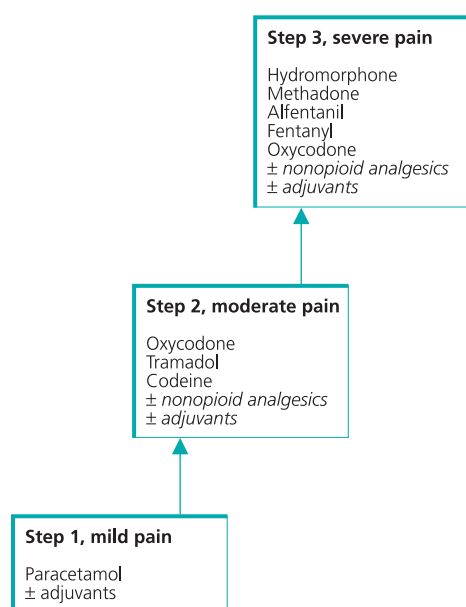 Step 3, severe pain
Hydromorphone
Methadone
Alfentanil
Fentanyl
Oxycodone
± nonopioid analgesics
± adjuvants
Step 2, moderate pain
Oxycodone
Tramadol
Codeine
± nonopioid analgesics
± adjuvants
Step 1, mild pain
Paracetamol
± adjuvants